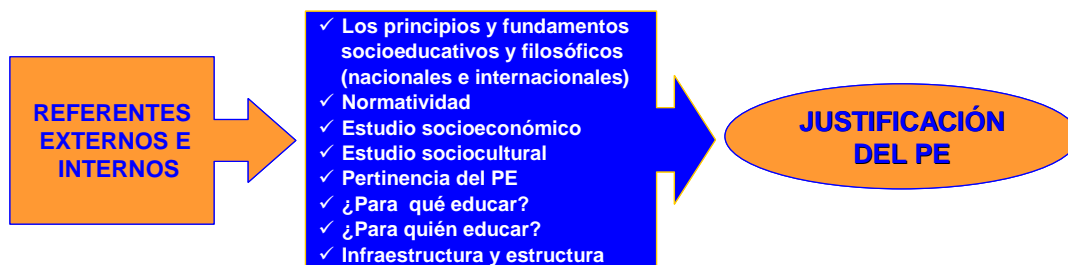 REFERENTES
EXTERNOS E
INTERNOS
✓ Los principios y fundamentos
socioeducativos y filosóficos
(nacionales e internacionales)
✓ Normatividad
✓ Estudio socioeconómico
✓ Estudio sociocultural
✓ Pertinencia del PE
✓ ¿Para qué educar?
✓ ¿Para quién educar?
✓ Infraestructura y estructura
JUSTIFICACIÓN
DEL PE